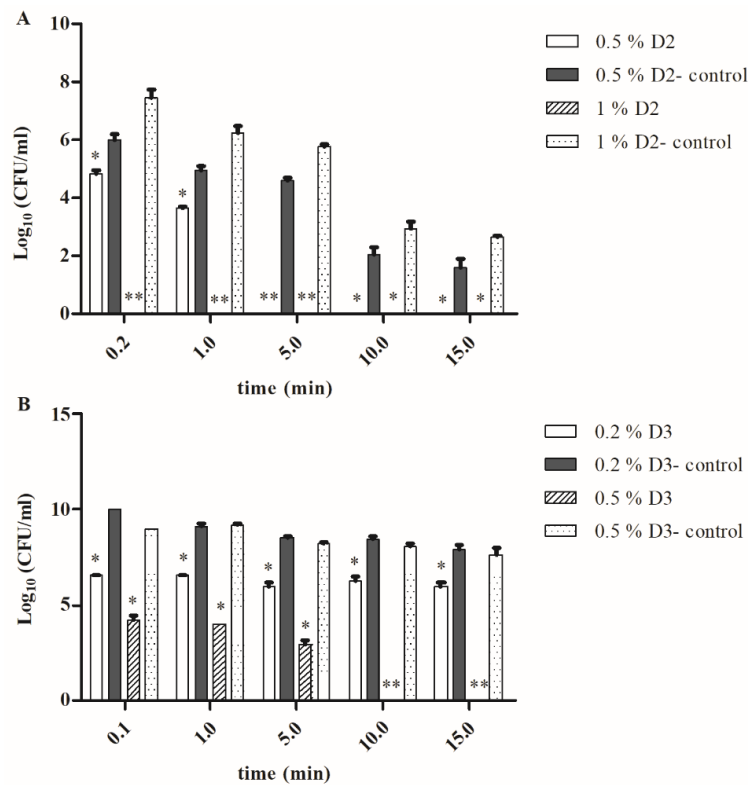 A
10
8
6
4
2
0
Log10 (CFU/ml)
* ** * ** ** ** * * * *
0.2 1.0 5.0 10.0 15.0
time (min)
0.5 % D2
0.5 % D2- control
1 % D2
1 % D2- control
B
15
10
5
0
Log10 (CFU/ml)
* * * * * * * ** * **
0.1 1.0 5.0 10.0 15.0
time (min)
0.2 % D3
0.2 % D3- control
0.5 % D3
0.5 % D3- control